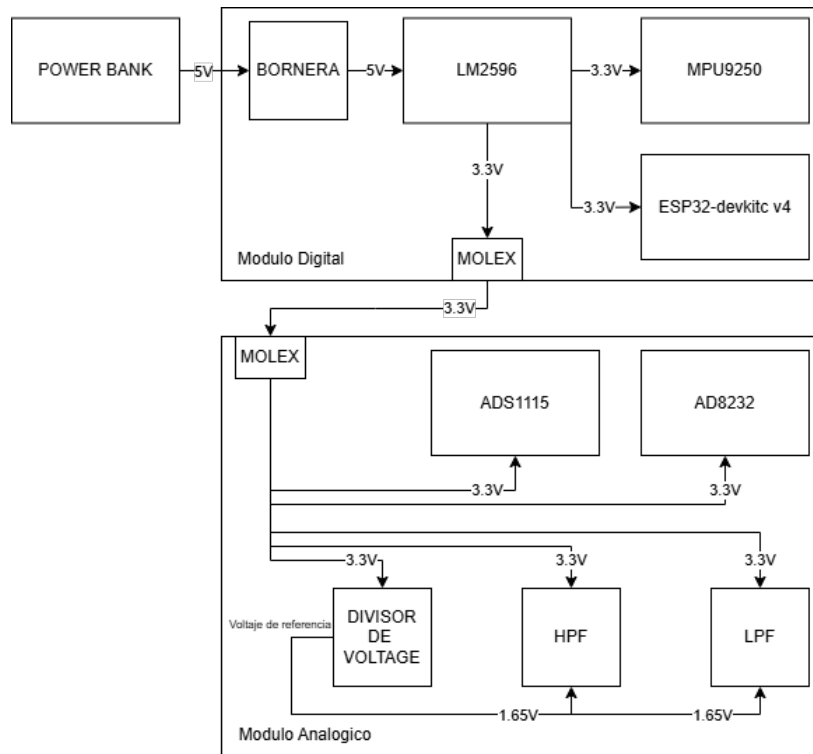 POWER BANK
5V
BORNERA
5V
LM2596
3.3V
MPU9250
3.3V
3.3V
ESP32-devkitc v4
Modulo Digital
MOLEX
3.3V
MOLEX
ADS1115
AD8232
3.3V
3.3V
3.3V
3.3V
3.3V
Voltaje de referencia
DIVISOR
DE
VOLTAGE
HPF
LPF
1.65V
1.65V
Modulo Analogico